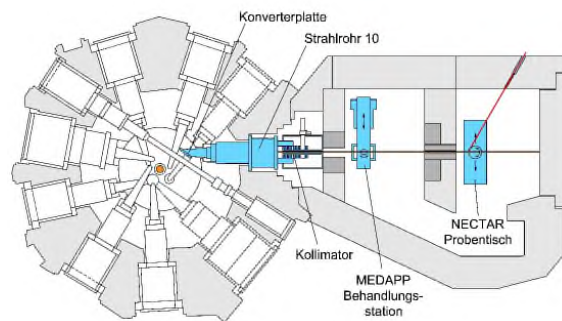 Konverterplatte
Strahlrohr 10
Kollimator
MEDAPP
Behandlungs-
station
NECTAR
Probentisch